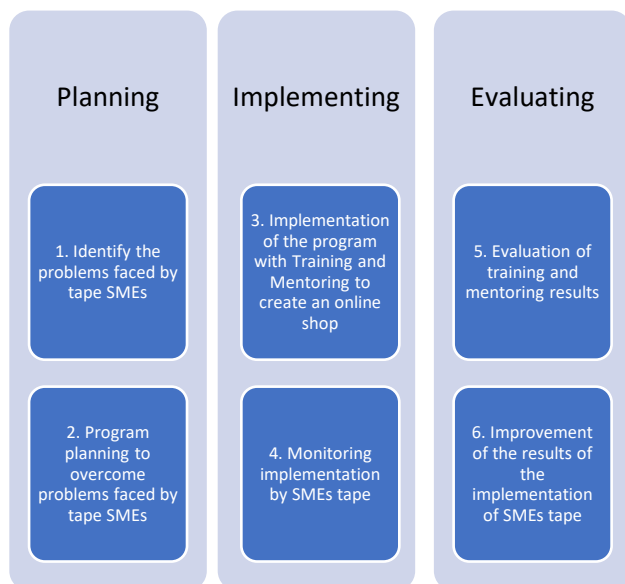 Planning
1. Identify the
problems faced by
tape SMEs
2. Program
planning to
overcome
problems faced by
tape SMEs
Implementing
3. Implementation
of the program
with Training and
Mentoring to
create an online
shop
4. Monitoring
implementation
by SMEs tape
Evaluating
5. Evaluation of
training and
mentoring results
6. Improvement
of the results of
the
implementation
of SMEs tape